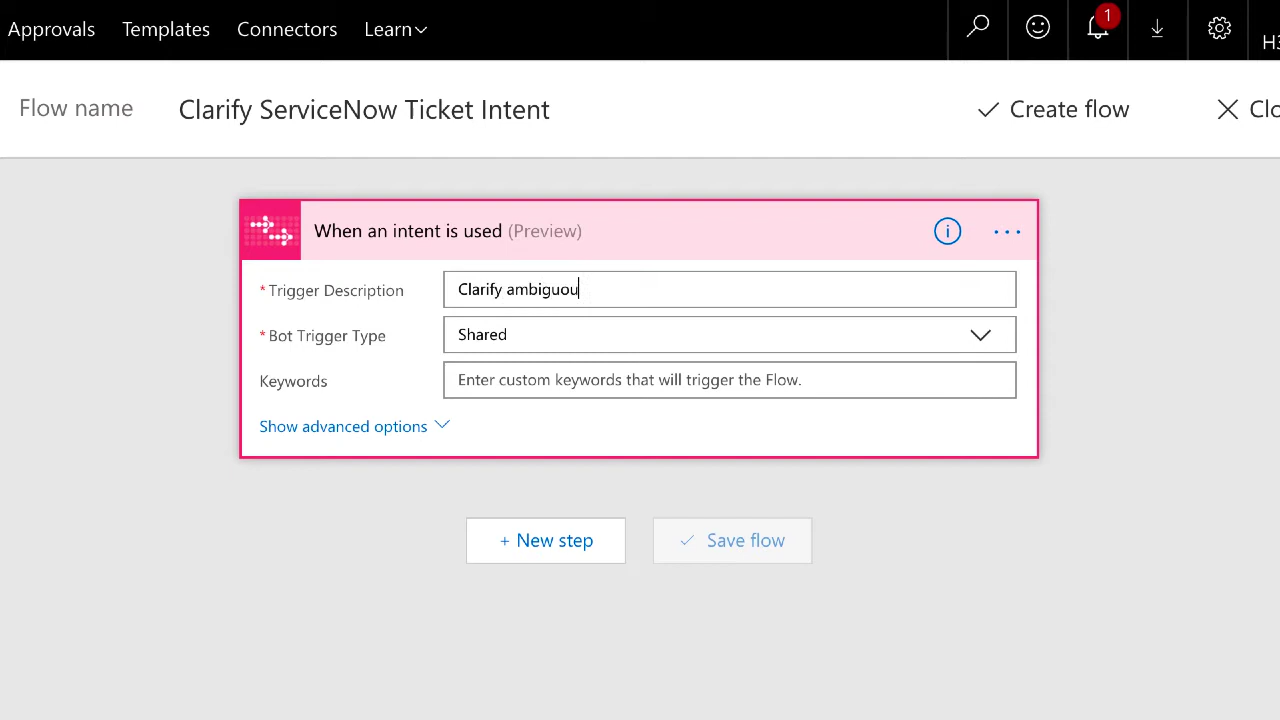 Approvals Templates Connectors Learn
1
H3
Flow name Clarify ServiceNow Ticket Intent Create flow Clo
When an intent is used (Preview)
* Trigger Description Clarify ambiguou
* Bot Trigger Type Shared
Keywords Enter custom keywords that will trigger the Flow.
Show advanced options
+ New step Save flow